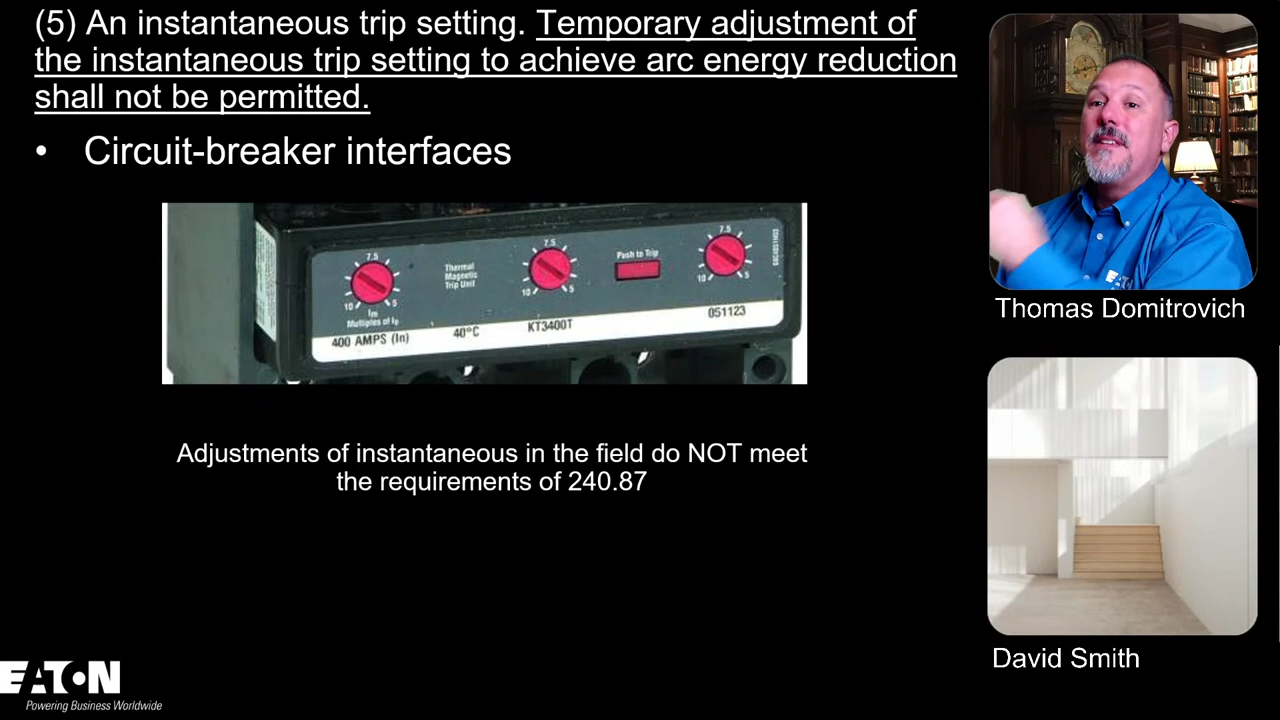 (5) An instantaneous trip setting. Temporary adjustment of
the instantaneous trip setting to achieve arc energy reduction
shall not be permitted.
• Circuit-breaker interfaces
7.5
10
5
Im
Multiples of In
400 AMPS (In)
Thermal
Magnetic
Trip Unit
40°C
7.5
10
5
KT3400T
Push to Trip
7.5
10
5
051123
Adjustments of instantaneous in the field do NOT meet
the requirements of 240.87
EATON
Powering Business Worldwide
Thomas Domitrovich
David Smith